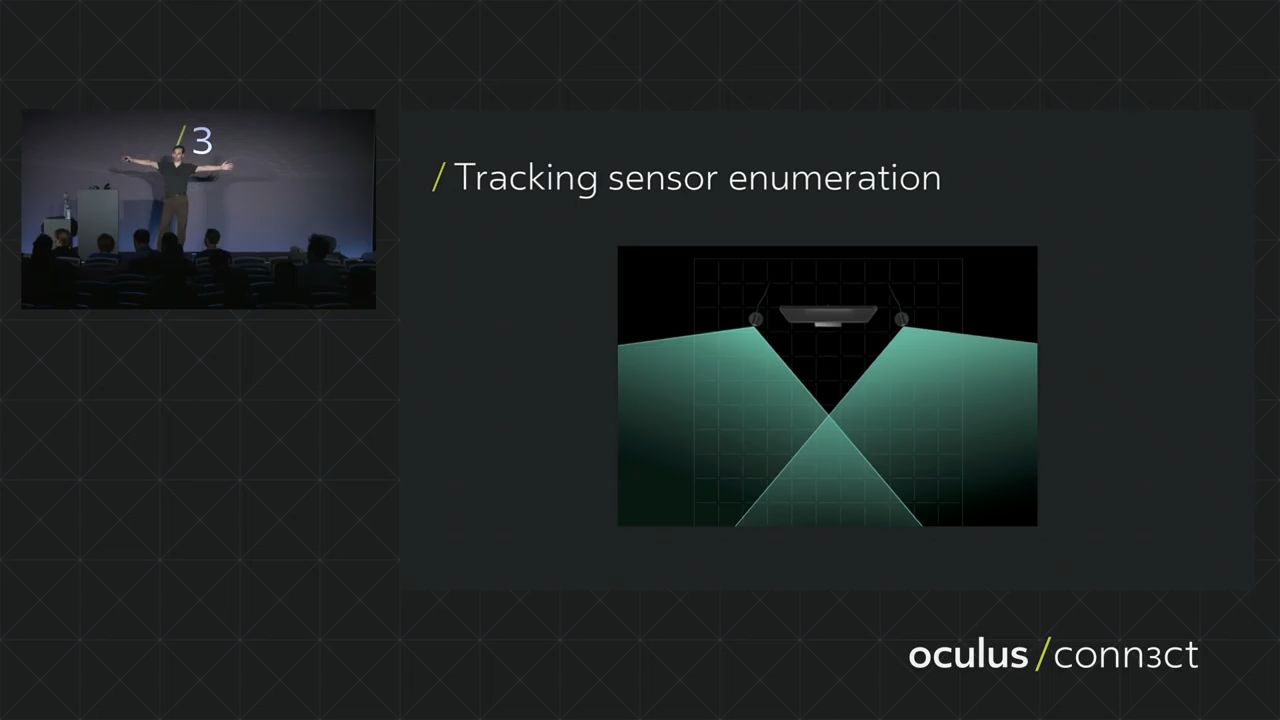 / 3
/ Tracking sensor enumeration
oculus / conn3ct